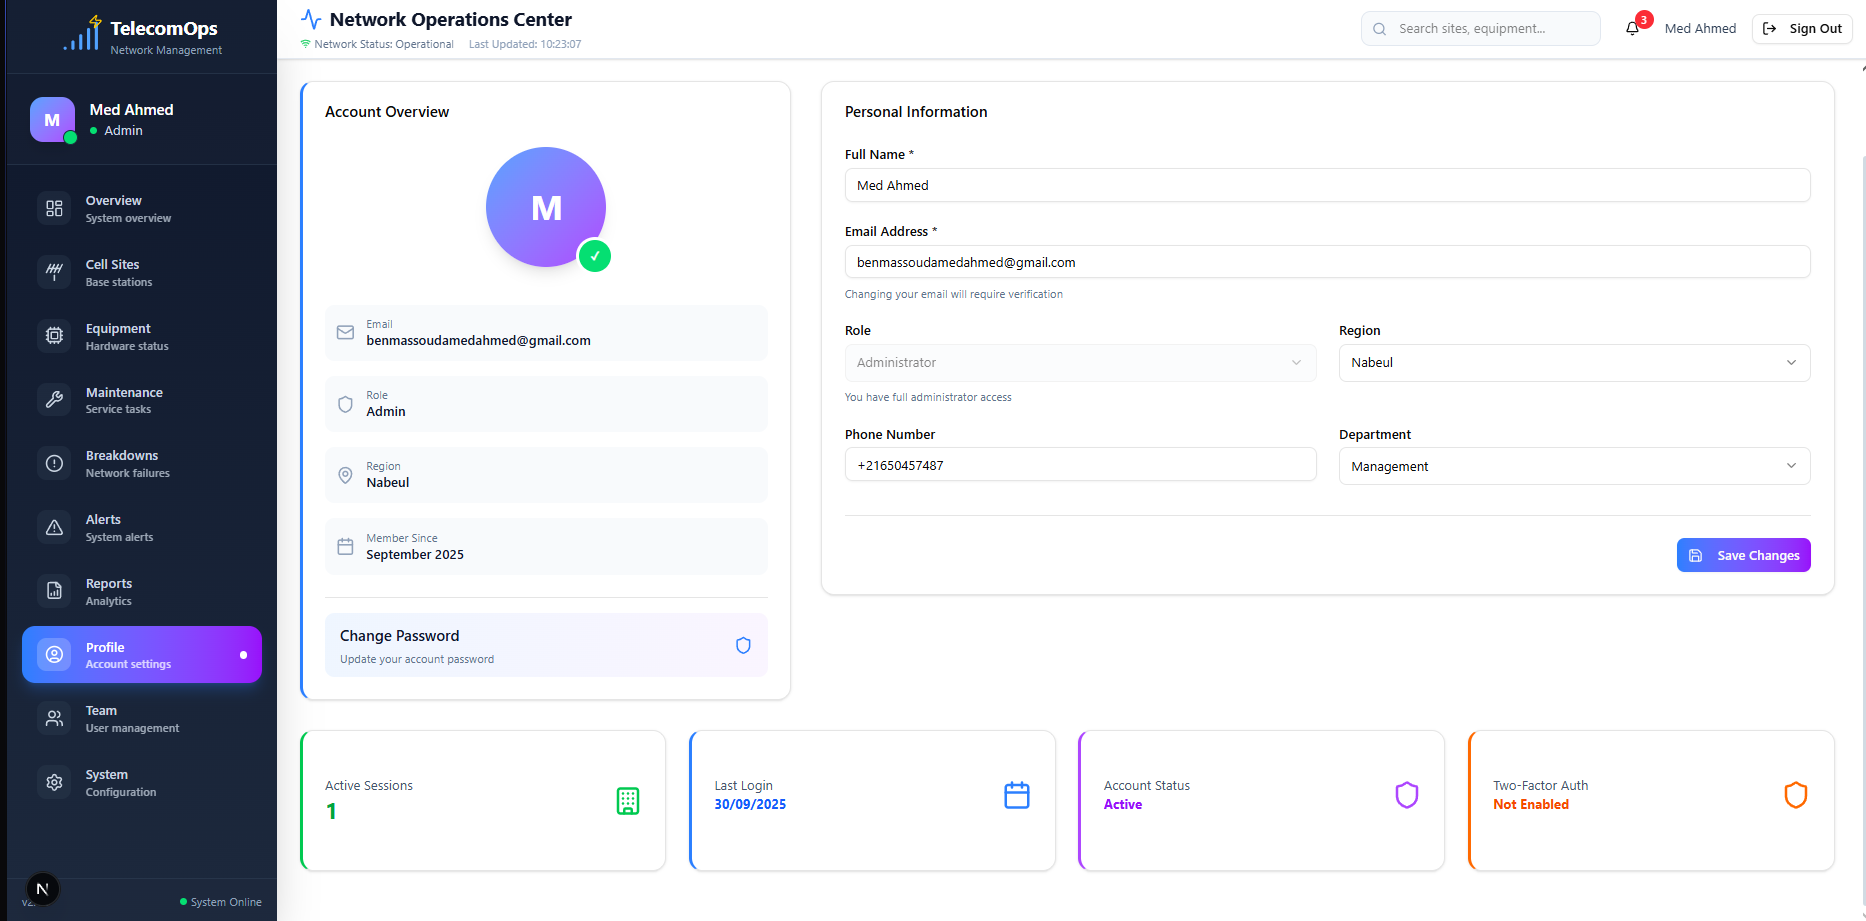 TelecomOps
Network Management
Med Ahmed
M
Admin
Overview
System overview
Cell Sites
Base stations
Equipment
Hardware status
Maintenance
Service tasks
Breakdowns
Network failures
Alerts
System alerts
Reports
Analytics
Profile
Account settings
Team
User management
System
Configuration
N
System Online
Network Operations Center
Network Status: Operational Last Updated: 10:23:07
Search sites, equipment...
3
Med Ahmed
Sign Out
Account Overview
M
Email
benmassoudamedahmed@gmail.com
Role
Admin
Region
Nabeul
Member Since
September 2025
Change Password
Update your account password
Personal Information
Full Name *
Med Ahmed
Email Address *
benmassoudamedahmed@gmail.com
Changing your email will require verification
Role
Administrator
You have full administrator access
Region
Nabeul
Phone Number
+21650457487
Department
Management
Save Changes
Active Sessions
1
Last Login
30/09/2025
Account Status
Active
Two-Factor Auth
Not Enabled